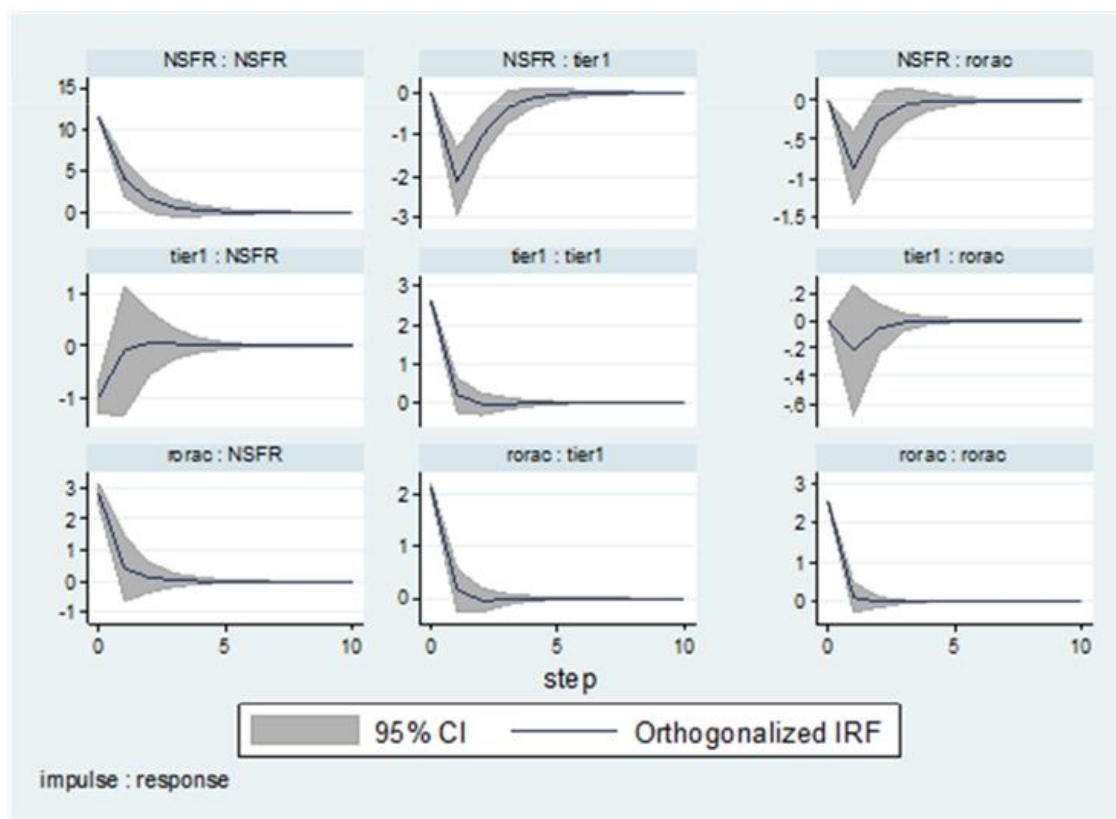 NSFR : NSFR
NSFR : tier1
NSFR : rorac
15
10
5
0
0
-1
-2
-3
0
-.5
-1
-1.5
tier1 : NSFR
tier1 : tier1
tier1 : rorac
1
0
-1
3
2
1
0
.2
0
-.2
-.4
-.6
rorac : NSFR
rorac : tier1
rorac : rorac
3
2
1
0
-1
2
1
0
3
2
1
0
0 5 10
0 5 10
0 5 10
step
95% CI Orthogonalized IRF
impulse : response